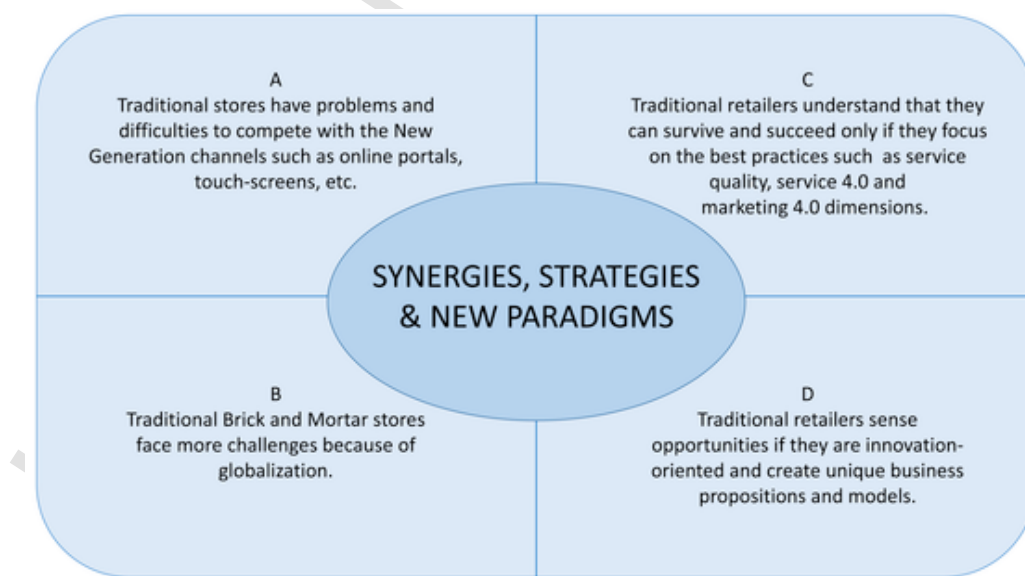 A
Traditional stores have problems and
difficulties to compete with the New
Generation channels such as online portals,
touch-screens, etc.
C
Traditional retailers understand that they
can survive and succeed only if they focus
on the best practices such as service
quality, service 4.0 and
marketing 4.0 dimensions.
SYNERGIES, STRATEGIES
& NEW PARADIGMS
B
Traditional Brick and Mortar stores
face more challenges because of
globalization.
D
Traditional retailers sense
opportunities if they are innovation-
oriented and create unique business
propositions and models.